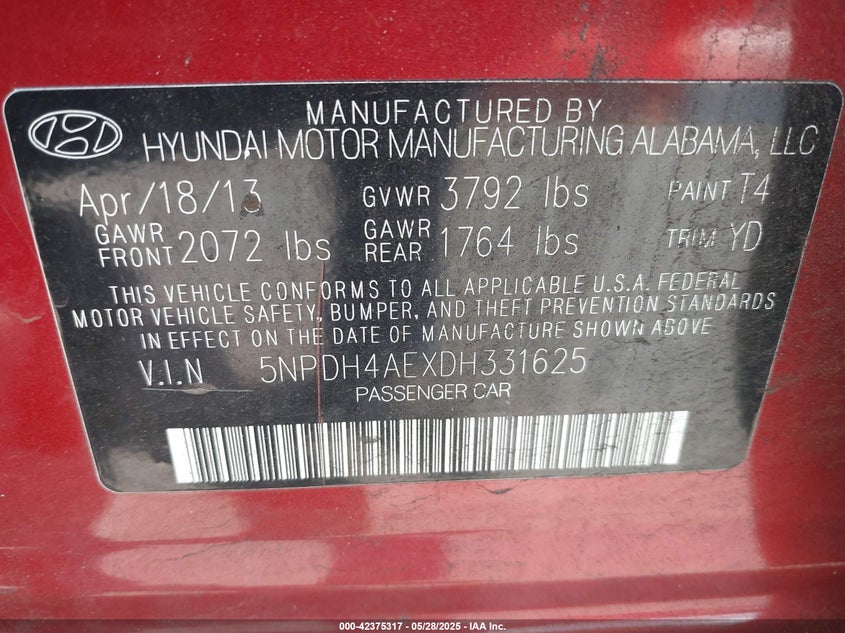 MANUFACTURED BY
HYUNDAI MOTOR MANUFACTURING ALABAMA, LLC
Apr/18/13 GVWR 3792 lbs PAINT T4
GAWR FRONT 2072 lbs GAWR REAR 1764 lbs TRIM YD
THIS VEHICLE CONFORMS TO ALL APPLICABLE U.S.A. FEDERAL
MOTOR VEHICLE SAFETY, BUMPER, AND THEFT PREVENTION STANDARDS
IN EFFECT ON THE DATE OF MANUFACTURE SHOWN ABOVE
V.I.N 5NPDH4AEXDH331625
PASSENGER CAR
000-42375317 - 05/28/2025 - IAA Inc.